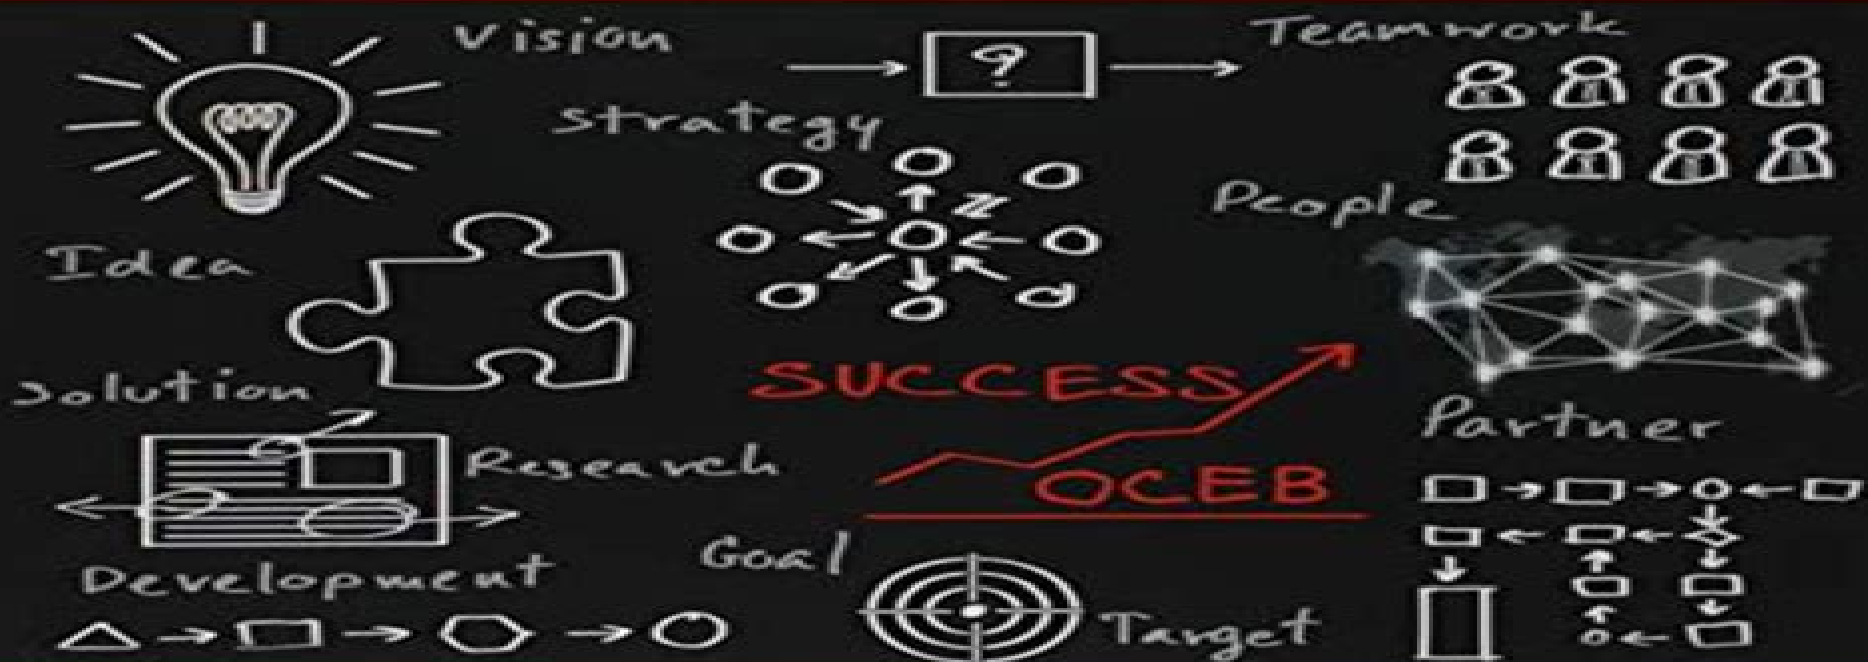 Vision
?
Teamwork
Strategy
People
Idea
SUCCESS
Solution
Partner
Research
OCEB
Goal
Development
Target